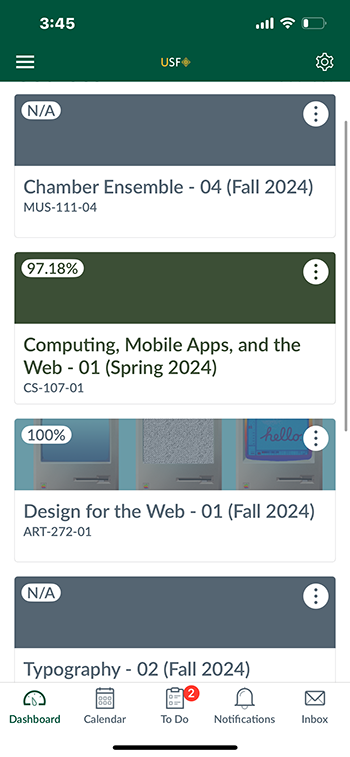 3:45
USF
N/A
Chamber Ensemble - 04 (Fall 2024)
MUS-111-04
97.18%
Computing, Mobile Apps, and the
Web - 01 (Spring 2024)
CS-107-01
100%
hello
Design for the Web - 01 (Fall 2024)
ART-272-01
N/A
Typography - 02 (Fall 2024)
2
Dashboard
Calendar
To Do
Notifications
Inbox